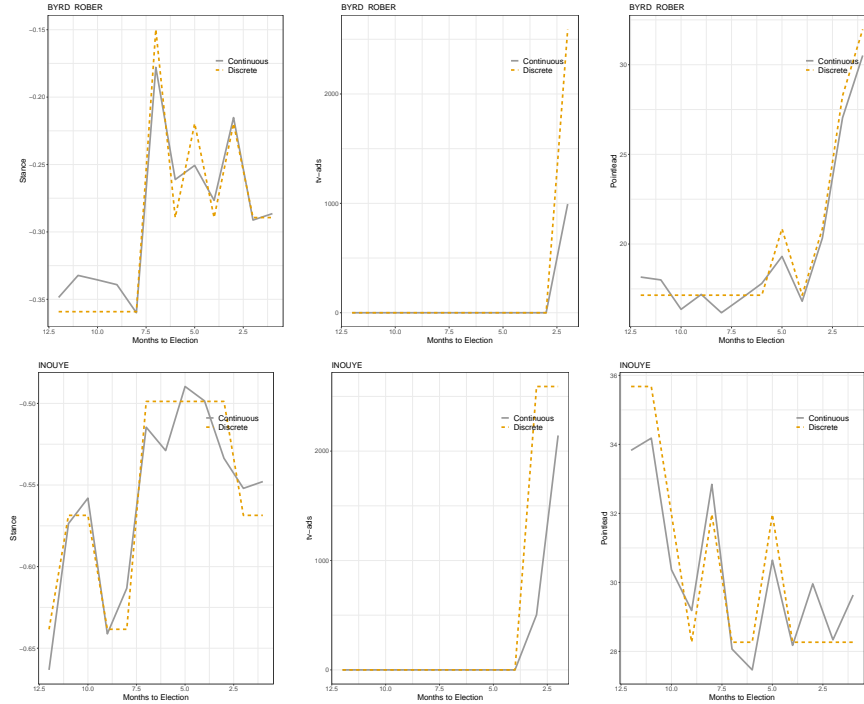 BYRD ROBER
−0.15
−0.20
−0.25
−0.30
−0.35
Stance
12.5 10.0 7.5 5.0 2.5
Months to Election
Continuous
Discrete
BYRD ROBER
2000
1000
0
tv−ads
12.5 10.0 7.5 5.0 2.5
Months to Election
Continuous
Discrete
BYRD ROBER
30
25
20
Pointlead
12.5 10.0 7.5 5.0 2.5
Months to Election
Continuous
Discrete
INOUYE
−0.50
−0.55
−0.60
−0.65
Stance
12.5 10.0 7.5 5.0 2.5
Months to Election
Continuous
Discrete
INOUYE
2000
1000
0
tv−ads
12.5 10.0 7.5 5.0 2.5
Months to Election
Continuous
Discrete
INOUYE
36
34
32
30
28
Pointlead
12.5 10.0 7.5 5.0 2.5
Months to Election
Continuous
Discrete